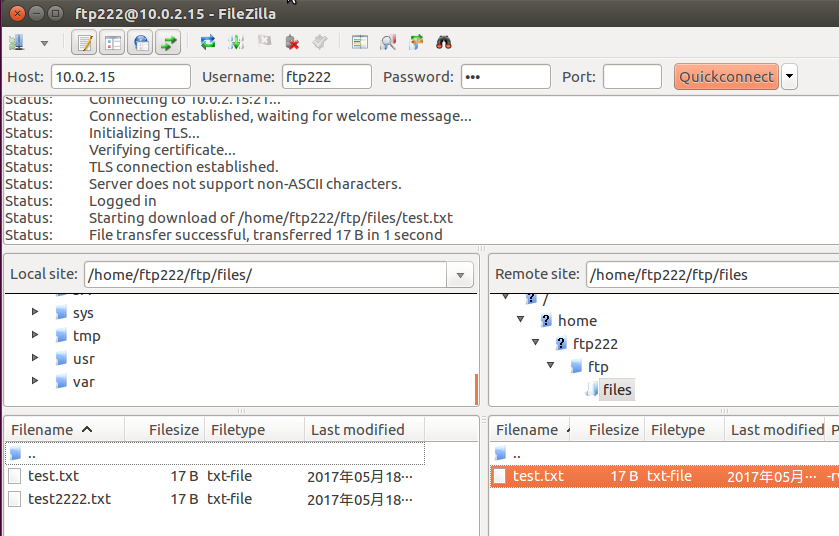 ftp222@10.0.2.15 - FileZilla
Host: 10.0.2.15 Username: ftp222 Password: ••• Port: Quickconnect
Status: Connecting to 10.0.2.15:21...
Status: Connection established, waiting for welcome message...
Status: Initializing TLS...
Status: Verifying certificate...
Status: TLS connection established.
Status: Server does not support non-ASCII characters.
Status: Logged in
Status: Starting download of /home/ftp222/ftp/files/test.txt
Status: File transfer successful, transferred 17 B in 1 second
Local site: /home/ftp222/ftp/files/
sys
tmp
usr
var
Remote site: /home/ftp222/ftp/files
/
home
ftp222
ftp
files
Filename Filesize Filetype Last modified
..
test.txt 17 B txt-file 2017年05月18···
test2222.txt 17 B txt-file 2017年05月18···
Filename Filesize Filetype Last modified P
..
test.txt 17 B txt-file 2017年05月··· -rw